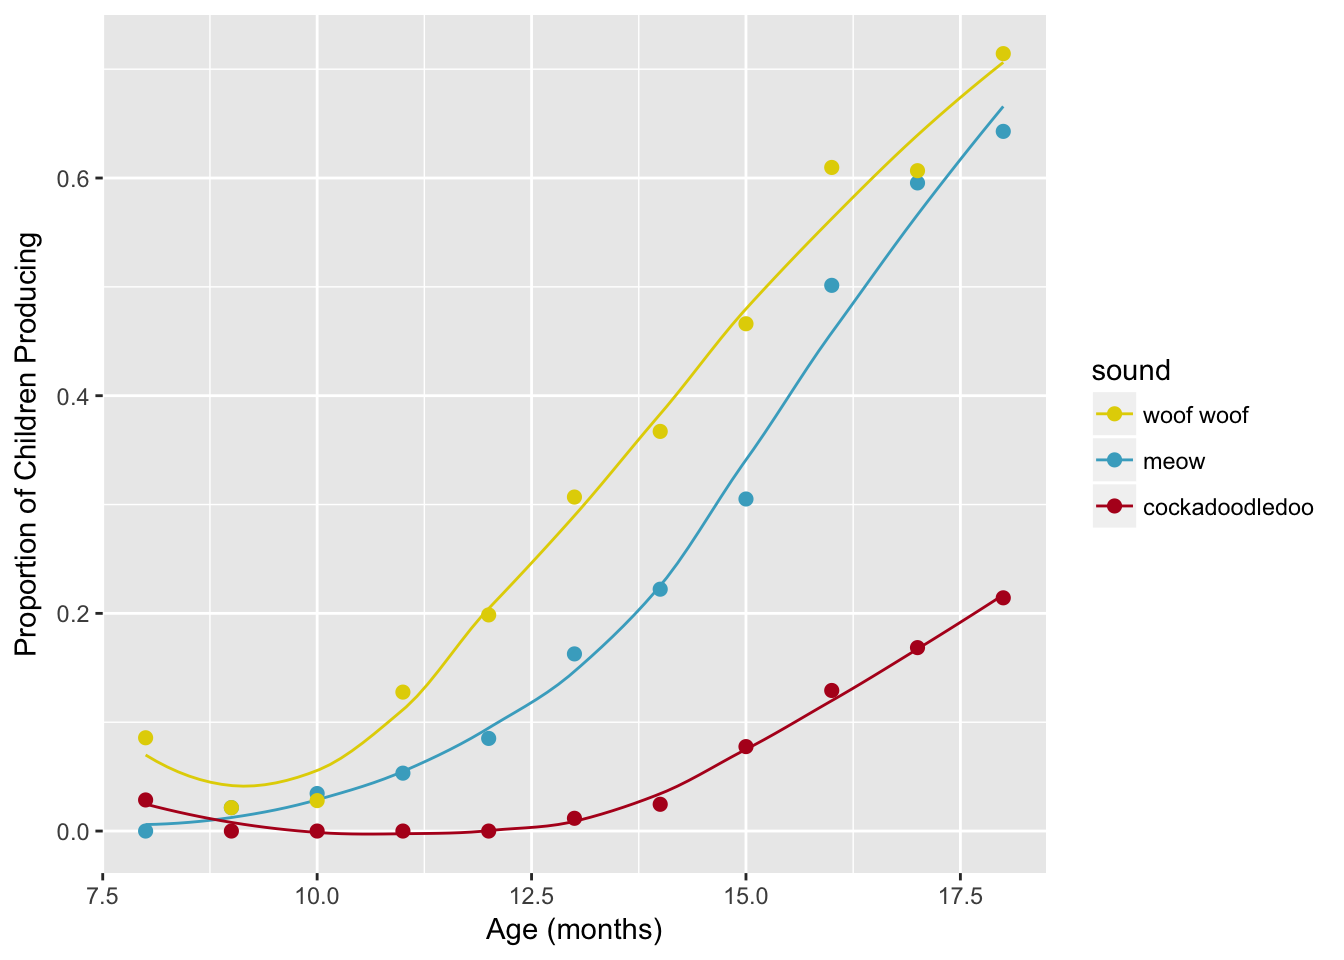 Proportion of Children Producing
0.6
0.4
0.2
0.0
7.5 10.0 12.5 15.0 17.5
Age (months)
sound
woof woof
meow
cockadoodledoo